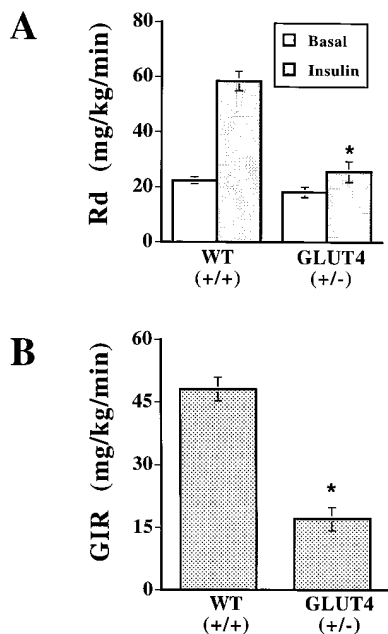 A
Rd (mg/kg/min)
80
60
40
20
0
Basal
Insulin
*
WT
(+/+)
GLUT4
(+/-)
B
GIR (mg/kg/min)
60
45
30
15
0
*
WT
(+/+)
GLUT4
(+/-)